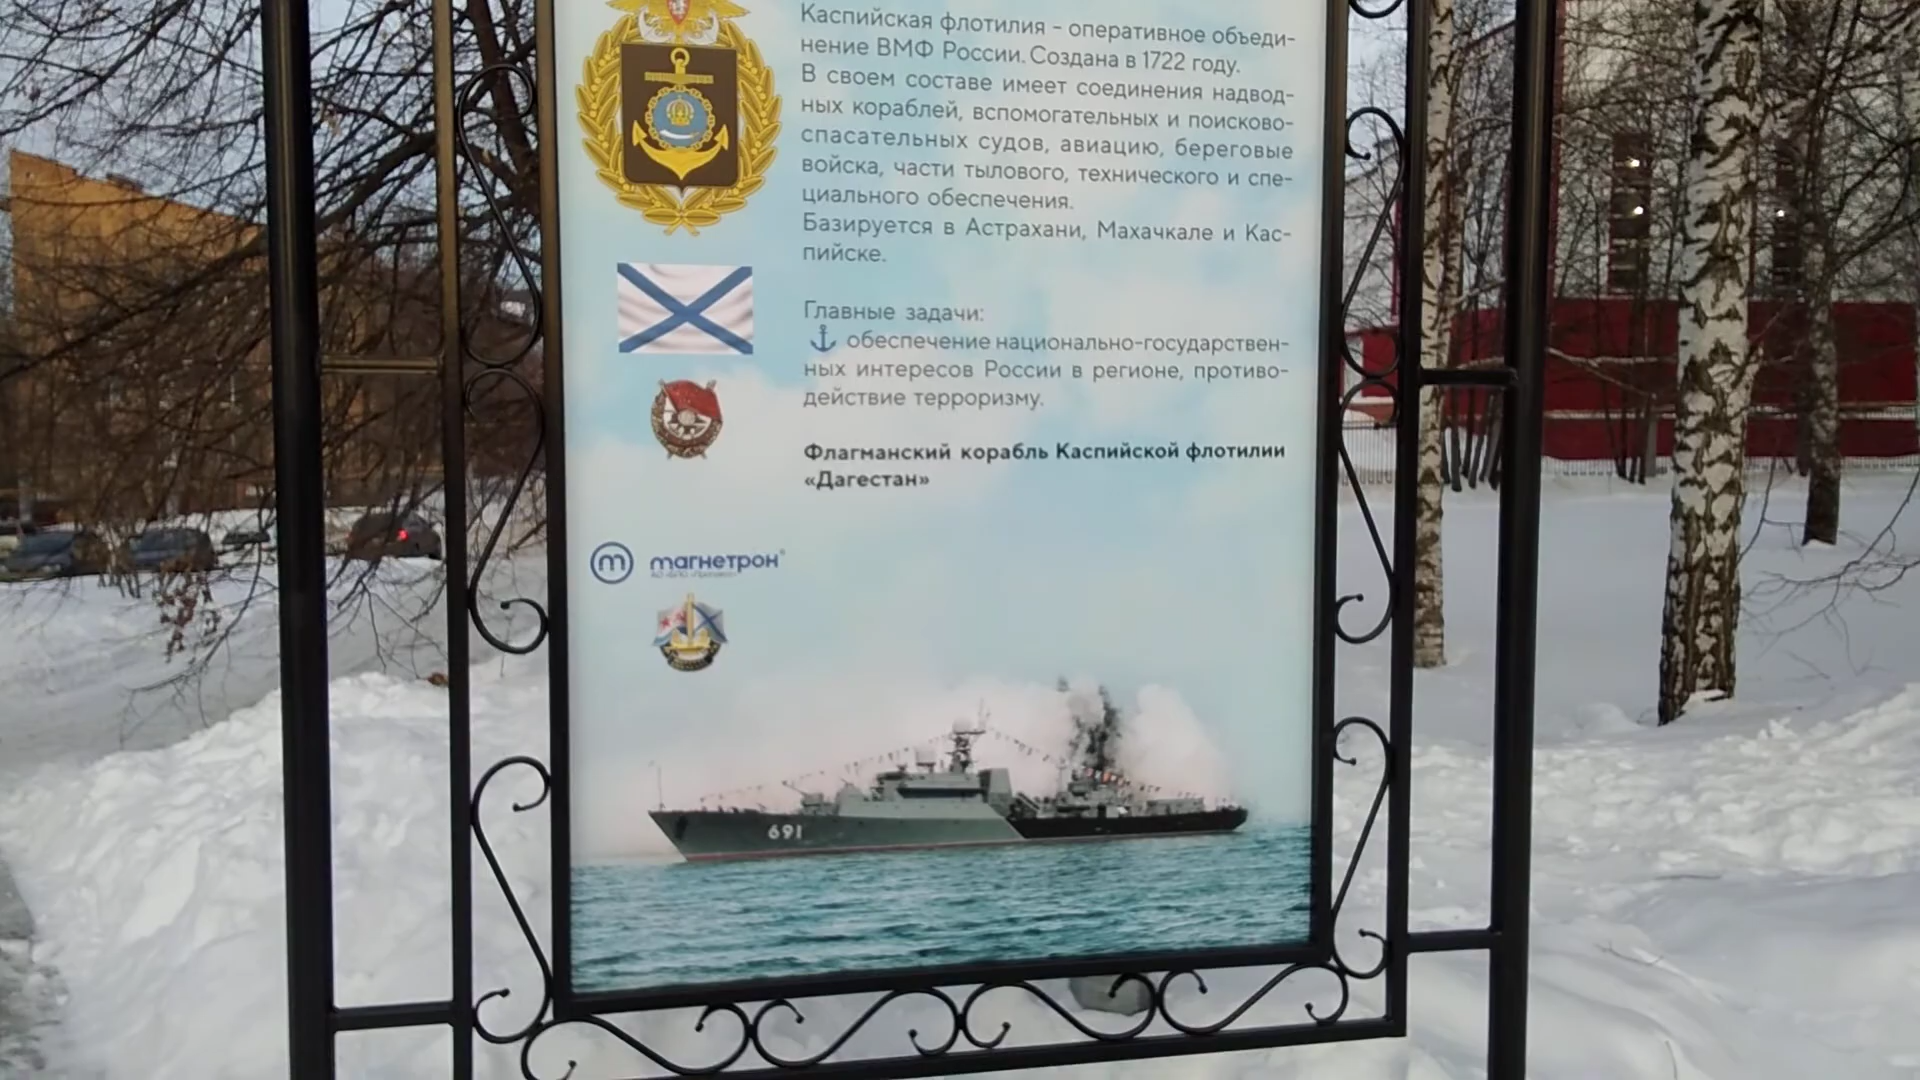 Каспийская флотилия - оперативное объеди-
нение ВМФ России. Создана в 1722 году.
В своем составе имеет соединения надвод-
ных кораблей, вспомогательных и поисково-
спасательных судов, авиацию, береговые
войска, части тылового, технического и спе-
циального обеспечения.
Базируется в Астрахани, Махачкале и Кас-
пийске.
Главные задачи:
обеспечение национально-государствен-
ных интересов России в регионе, противо-
действие терроризму.
Флагманский корабль Каспийской флотилии
«Дагестан»
m магнетрон®
691